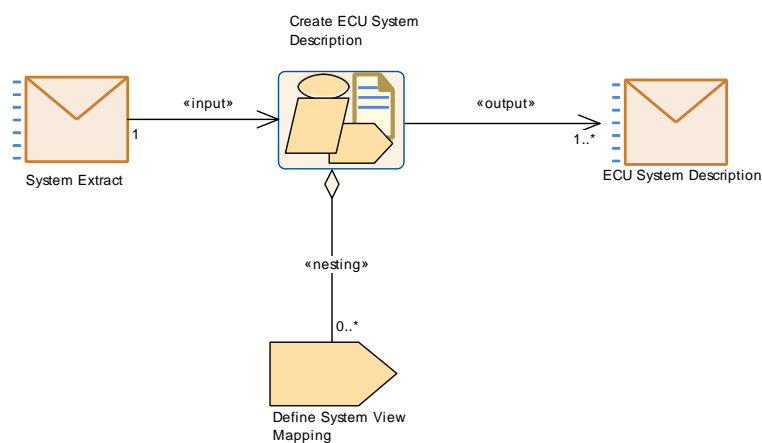 Create ECU System
Description
«input»
«output»
1
1..*
System Extract
ECU System Description
«nesting»
0..*
Define System View
Mapping